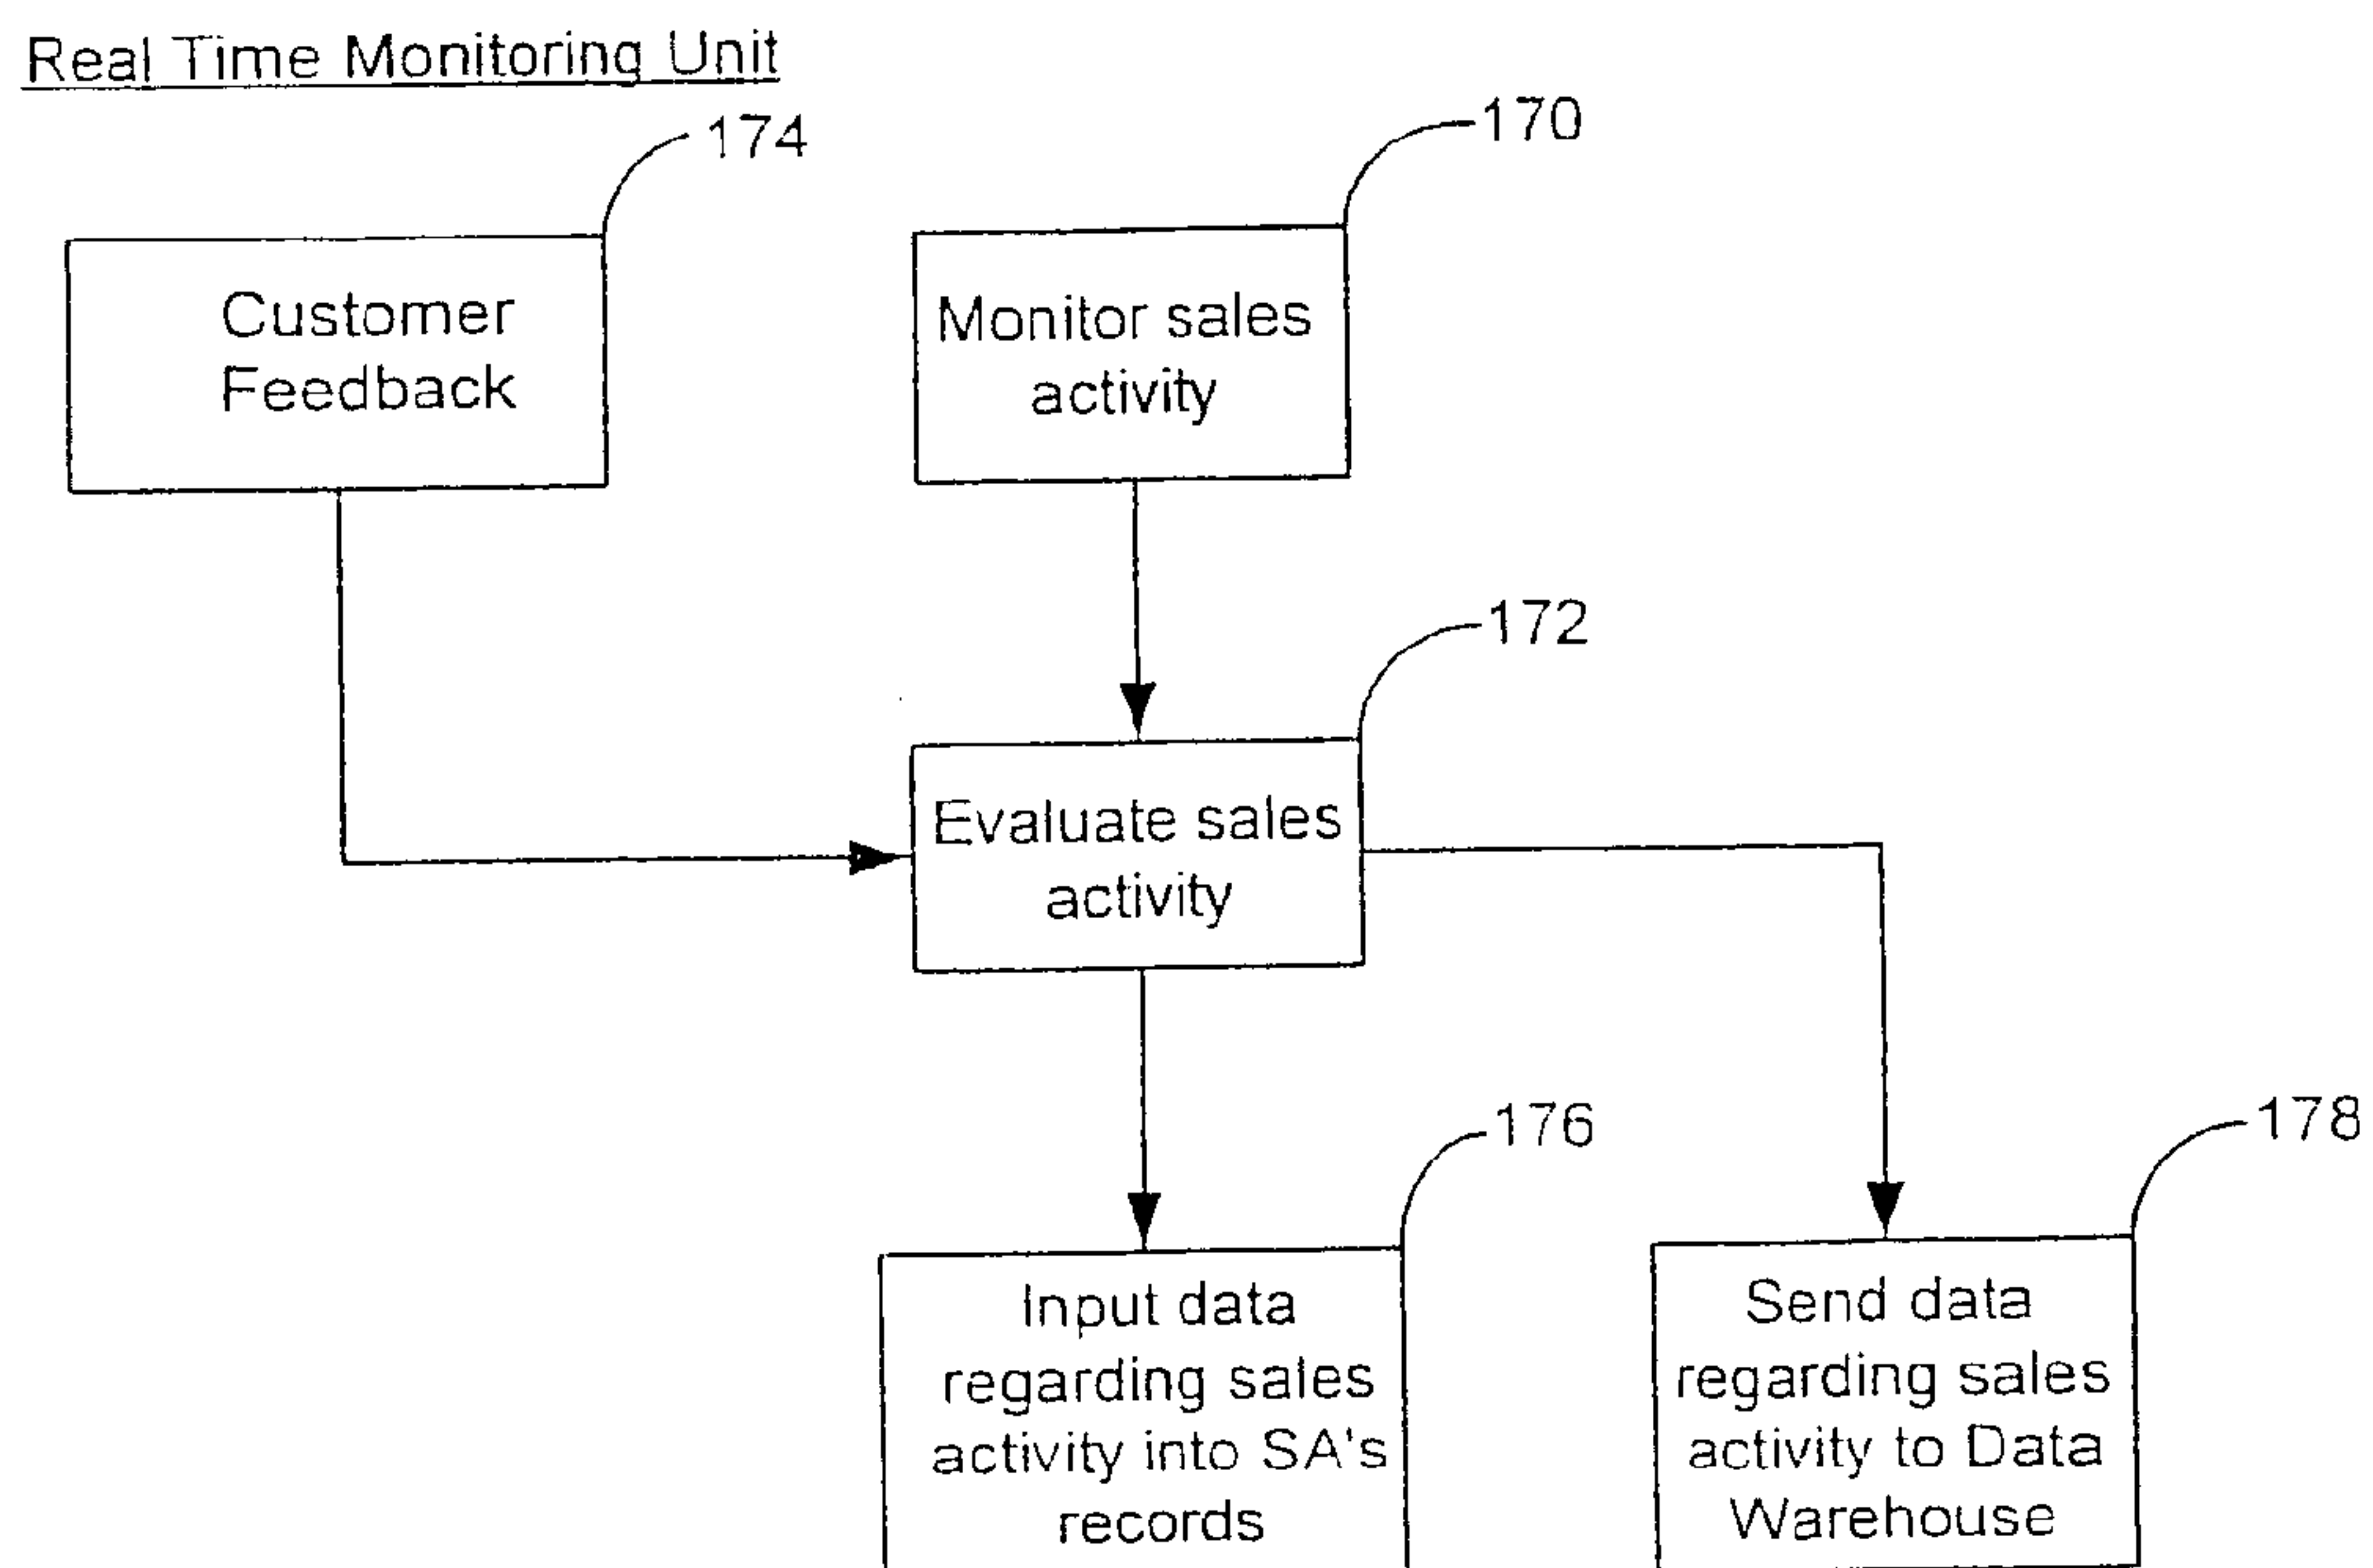 Real Time Monitoring Unit
174
170
Customer
Feedback
Monitor sales
activity
172
Evaluate sales
activity
176
178
Input data
regarding sales
activity into SA's
records
Send data
regarding sales
activity to Data
Warehouse